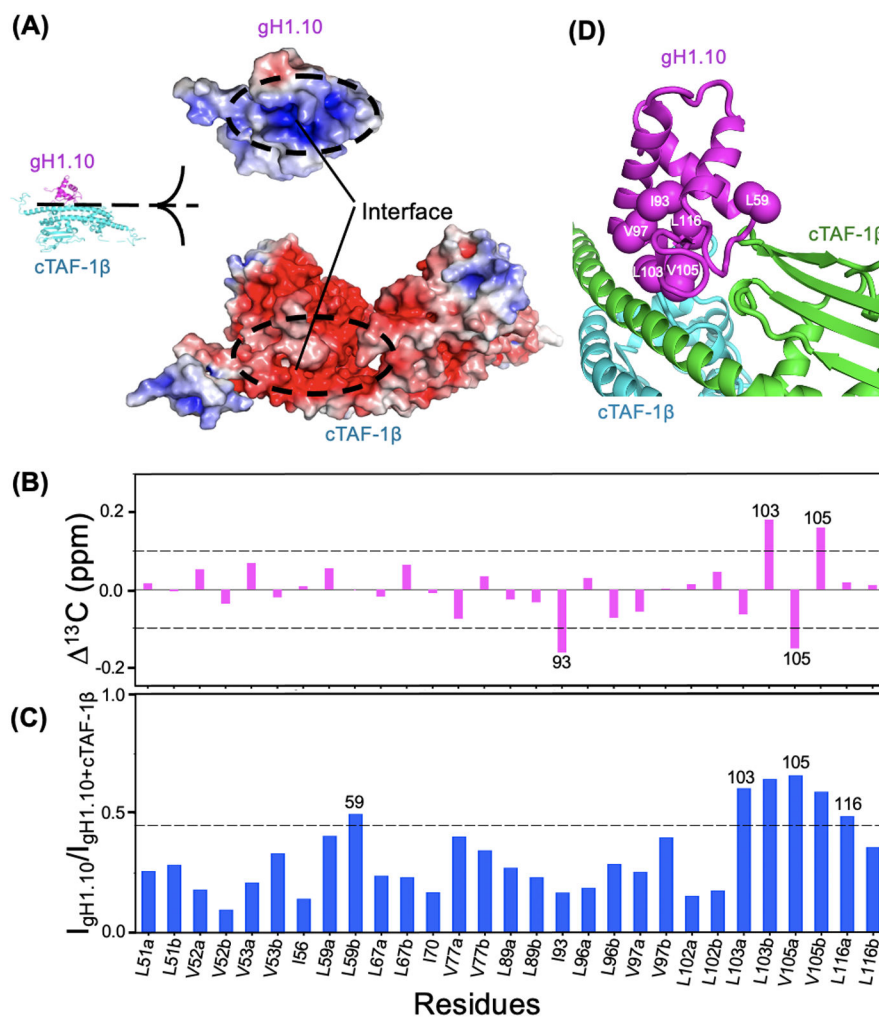 (A)
gH1.10
gH1.10
cTAF-1β
Interface
cTAF-1β
(D)
gH1.10
I93
L116
L59
V97
L103
V105
cTAF-1β
cTAF-1β
(B)
Δ13C (ppm)
0.2
0.0
-0.2
103
105
93
105
(C)
IgH1.10/IgH1.10+cTAF-1β
1.0
0.5
0.0
59
103
105
116
L51a
L51b
V52a
V52b
V53a
V53b
I56
L59a
L59b
L67a
L67b
I70
V77a
V77b
L89a
L89b
I93
L96a
L96b
V97a
V97b
L102a
L102b
L103a
L103b
V105a
V105b
L116a
L116b
Residues